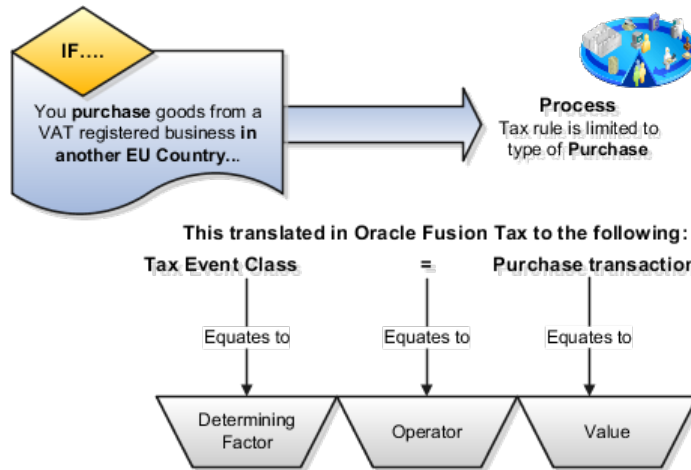 IF....
You purchase goods from a
VAT registered business in
another EU Country...
Process
Tax rule is limited to
type of Purchase
This translated in Oracle Fusion Tax to the following:
Tax Event Class = Purchase transaction
Equates to Equates to Equates to
Determining
Factor
Operator
Value